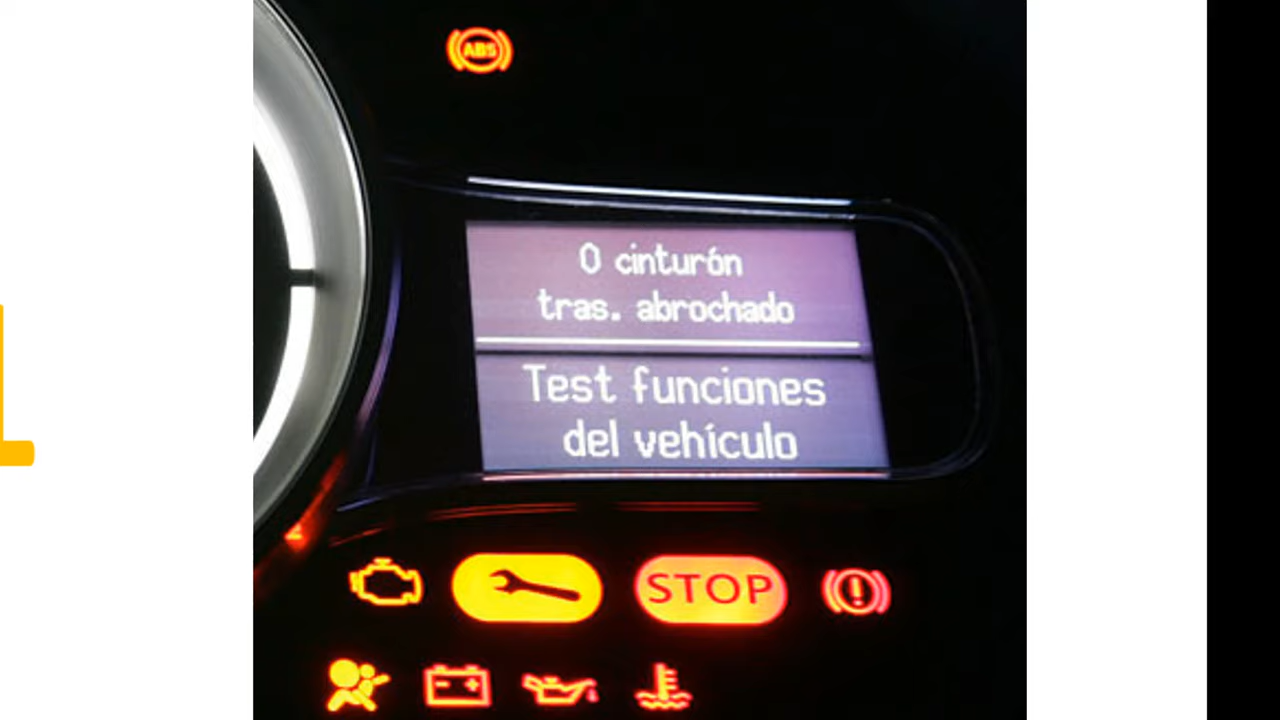 ABS
0 cinturón
tras. abrochado
Test funciones
del vehículo
STOP